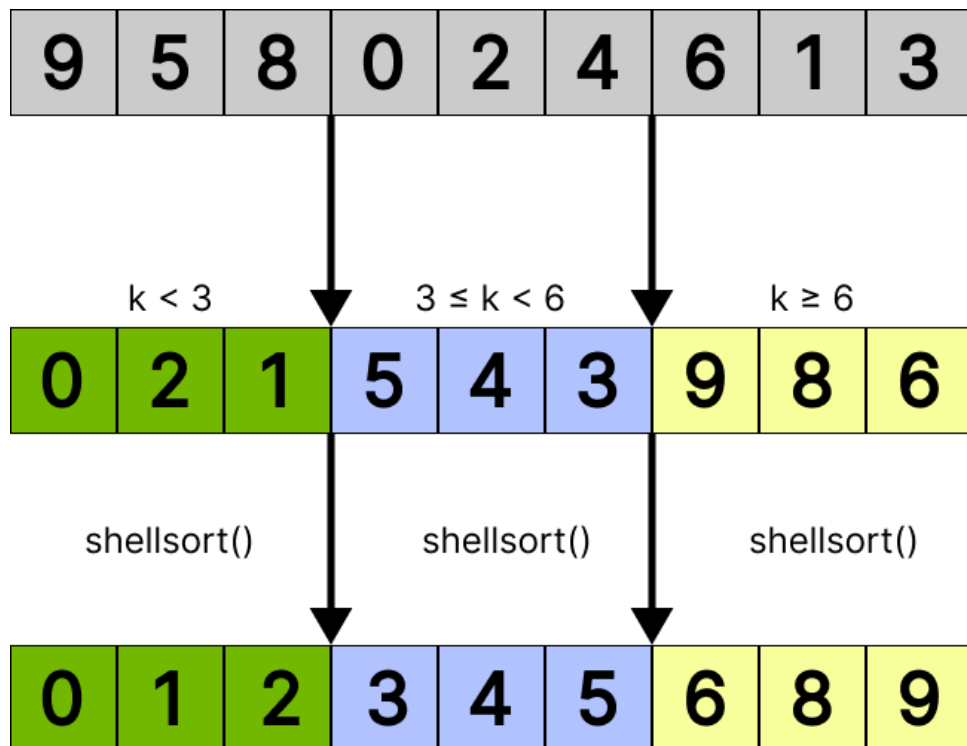 9 5 8 0 2 4 6 1 3
k < 3 3 ≤ k < 6 k ≥ 6
0 2 1 5 4 3 9 8 6
shellsort() shellsort() shellsort()
0 1 2 3 4 5 6 8 9